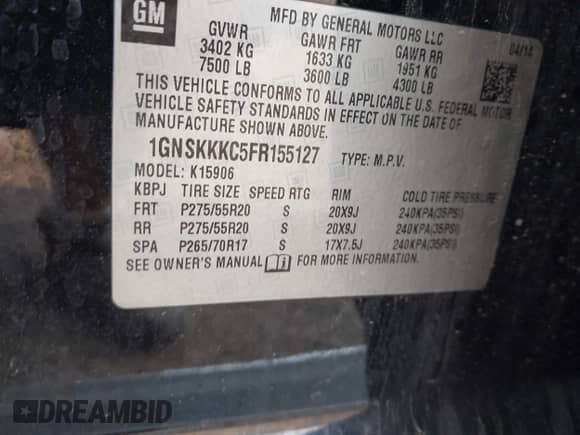 GM
MFD BY GENERAL MOTORS LLC
GVWR GAWR FRT GAWR RR 04/14
3402 KG 1633 KG 1951 KG
7500 LB 3600 LB 4300 LB
THIS VEHICLE CONFORMS TO ALL APPLICABLE U.S. FEDERAL MOTOR
VEHICLE SAFETY STANDARDS IN EFFECT ON THE DATE OF
MANUFACTURE SHOWN ABOVE.
1GNSKKKC5FR155127 TYPE: M.P.V.
MODEL: K15906
KBPJ TIRE SIZE SPEED RTG RIM COLD TIRE PRESSURE
FRT P275/55R20 S 20X9J 240KPA(35PSI)
RR P275/55R20 S 20X9J 240KPA(35PSI)
SPA P265/70R17 S 17X7.5J 240KPA(35PSI)
SEE OWNER'S MANUAL FOR MORE INFORMATION.
DREAMBID